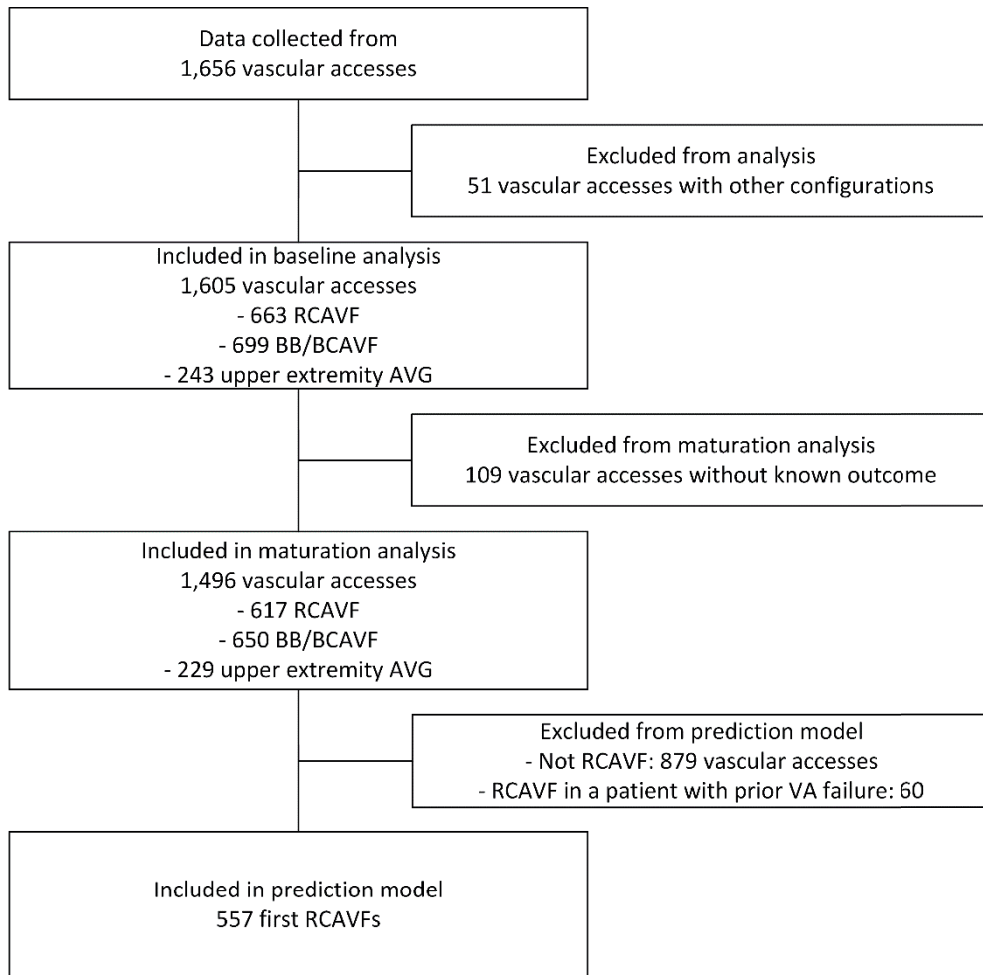 Data collected from
1,656 vascular accesses
Excluded from analysis
51 vascular accesses with other configurations
Included in baseline analysis
1,605 vascular accesses
- 663 RCAVF
- 699 BB/BCAVF
- 243 upper extremity AVG
Excluded from maturation analysis
109 vascular accesses without known outcome
Included in maturation analysis
1,496 vascular accesses
- 617 RCAVF
- 650 BB/BCAVF
- 229 upper extremity AVG
Excluded from prediction model
- Not RCAVF: 879 vascular accesses
- RCAVF in a patient with prior VA failure: 60
Included in prediction model
557 first RCAVFs